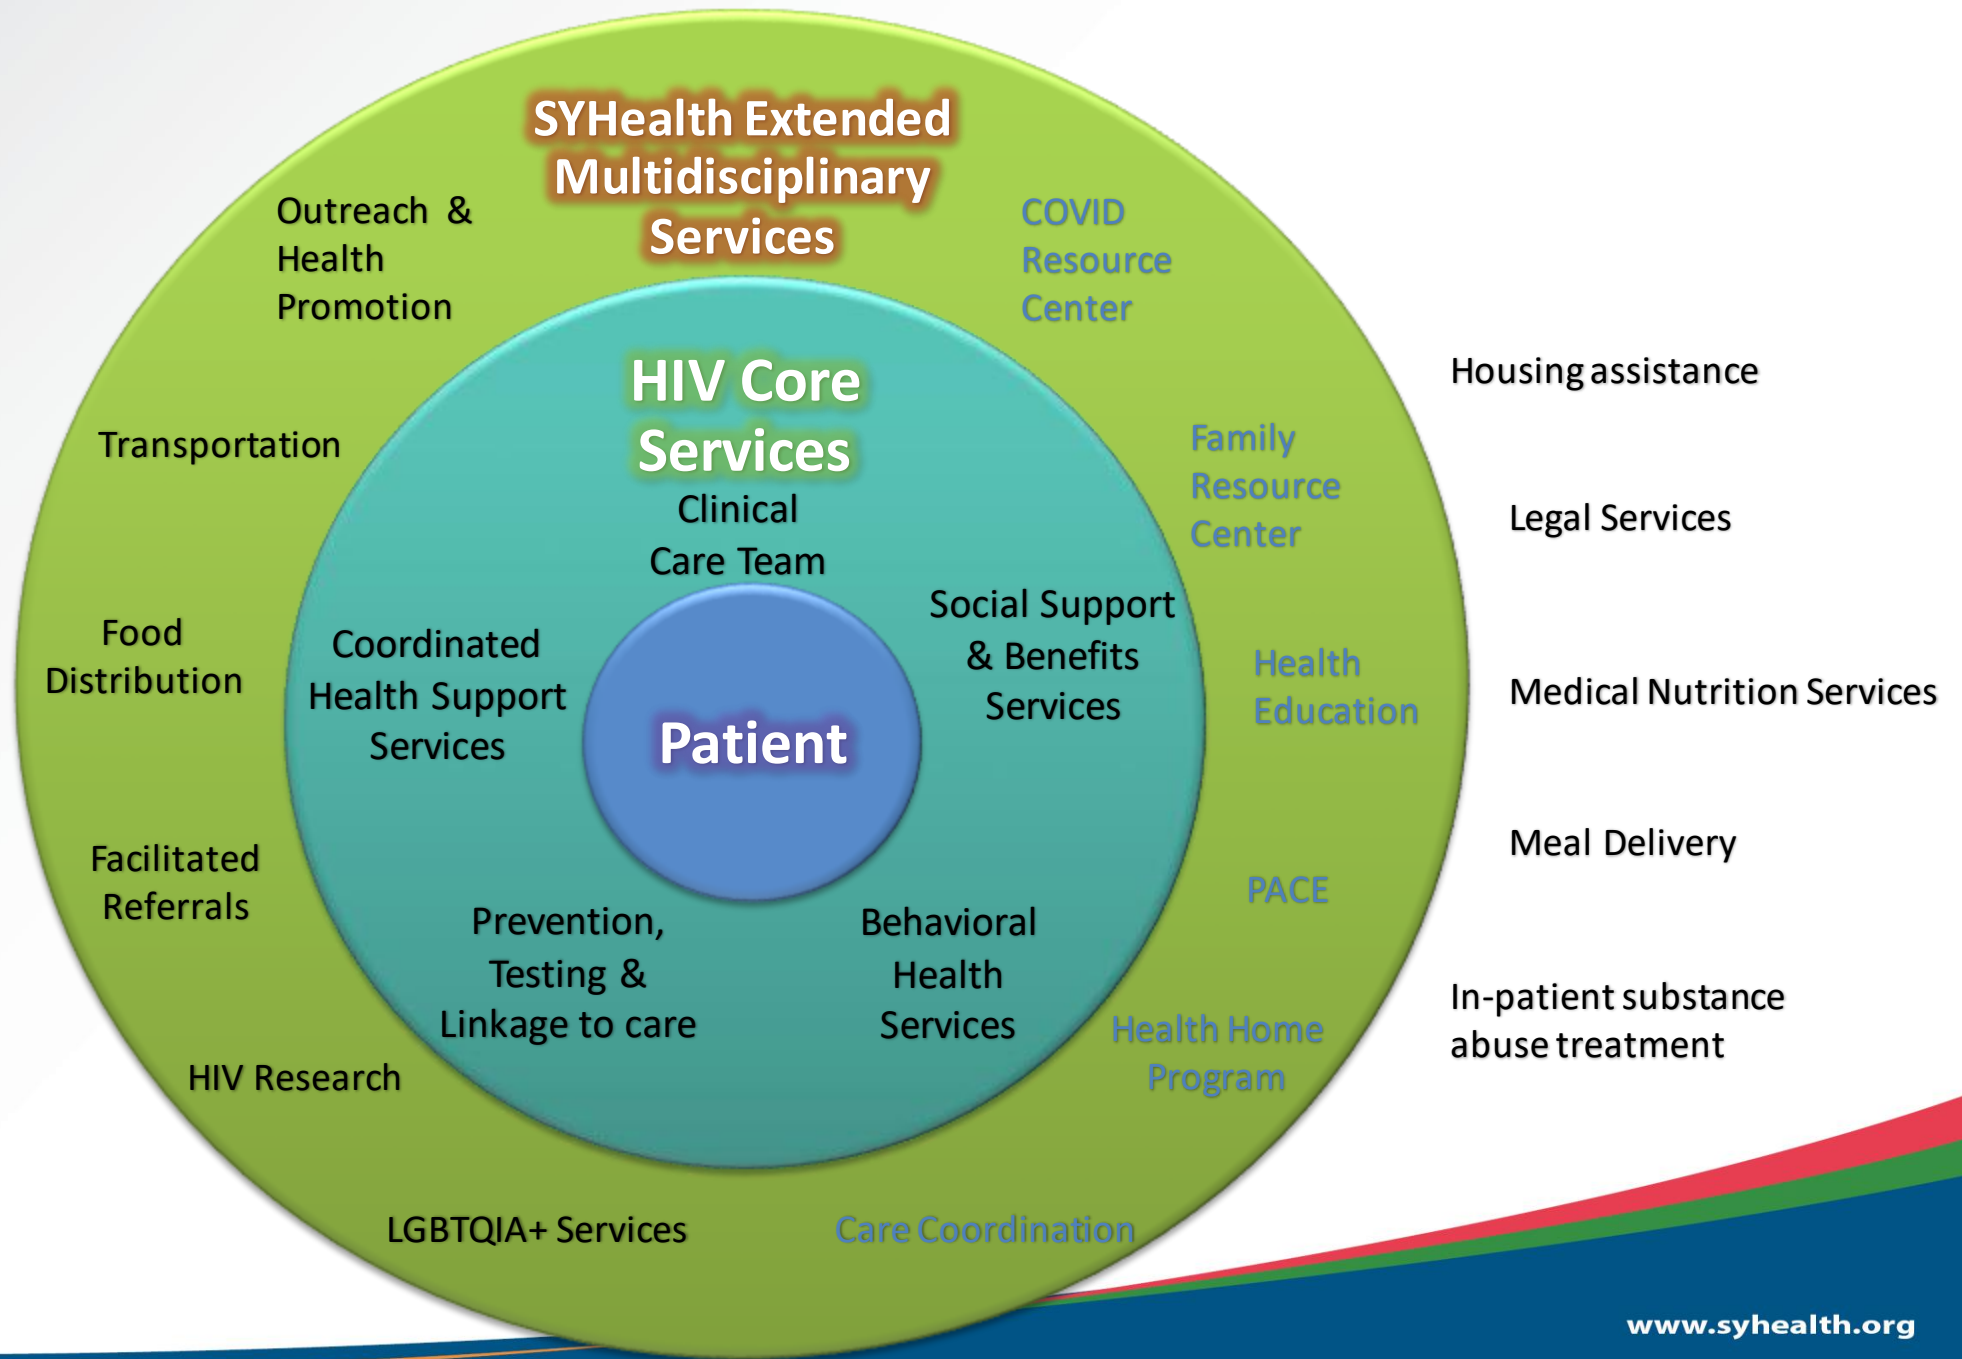 SYHealth Extended
Multidisciplinary
Services
Outreach &
Health
Promotion
COVID
Resource
Center
HIV Core
Services
Clinical
Care Team
Transportation
Family
Resource
Center
Housing assistance
Legal Services
Food
Distribution
Coordinated
Health Support
Services
Patient
Social Support
& Benefits
Services
Health
Education
Medical Nutrition Services
Facilitated
Referrals
Prevention,
Testing &
Linkage to care
Behavioral
Health
Services
PACE
Meal Delivery
HIV Research
Health Home
Program
In-patient substance
abuse treatment
LGBTQIA+ Services
Care Coordination
www.syhealth.org